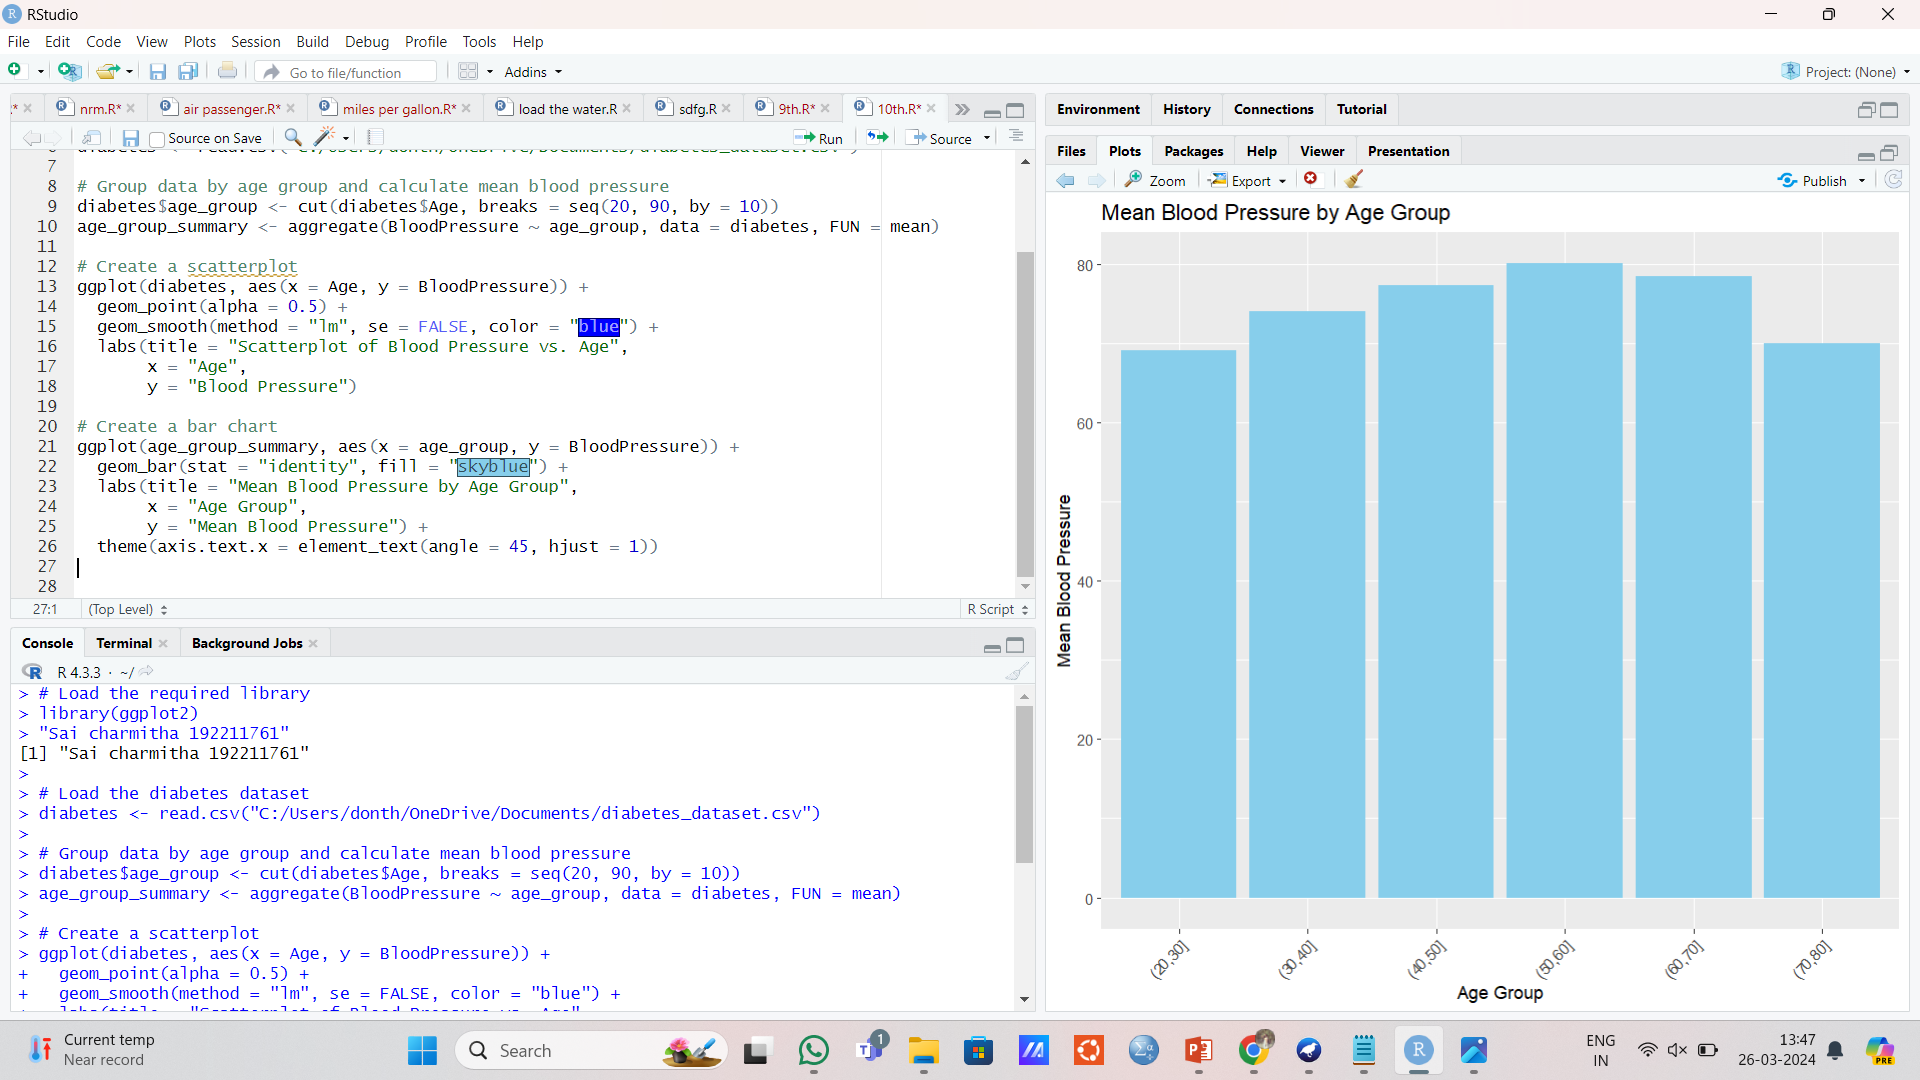 RStudio
File Edit Code View Plots Session Build Debug Profile Tools Help
Go to file/function Addins Project: (None)
nrm.R* air passenger.R* miles per gallon.R* load the water.R sdfg.R 9th.R* 10th.R*
Source on Save Run Source
7
8 # Group data by age group and calculate mean blood pressure
9 diabetes$age_group <- cut(diabetes$Age, breaks = seq(20, 90, by = 10))
10 age_group_summary <- aggregate(BloodPressure ~ age_group, data = diabetes, FUN = mean)
11
12 # Create a scatterplot
13 ggplot(diabetes, aes(x = Age, y = BloodPressure)) +
14 geom_point(alpha = 0.5) +
15 geom_smooth(method = "lm", se = FALSE, color = "blue") +
16 labs(title = "Scatterplot of Blood Pressure vs. Age",
17 x = "Age",
18 y = "Blood Pressure")
19
20 # Create a bar chart
21 ggplot(age_group_summary, aes(x = age_group, y = BloodPressure)) +
22 geom_bar(stat = "identity", fill = "skyblue") +
23 labs(title = "Mean Blood Pressure by Age Group",
24 x = "Age Group",
25 y = "Mean Blood Pressure") +
26 theme(axis.text.x = element_text(angle = 45, hjust = 1))
27
28
27:1 (Top Level) R Script
Console Terminal Background Jobs
R 4.3.3 · ~/
> # Load the required library
> library(ggplot2)
> "Sai charmitha 192211761"
[1] "Sai charmitha 192211761"
>
> # Load the diabetes dataset
> diabetes <- read.csv("C:/Users/donth/OneDrive/Documents/diabetes_dataset.csv")
>
> # Group data by age group and calculate mean blood pressure
> diabetes$age_group <- cut(diabetes$Age, breaks = seq(20, 90, by = 10))
> age_group_summary <- aggregate(BloodPressure ~ age_group, data = diabetes, FUN = mean)
>
> # Create a scatterplot
> ggplot(diabetes, aes(x = Age, y = BloodPressure)) +
+ geom_point(alpha = 0.5) +
+ geom_smooth(method = "lm", se = FALSE, color = "blue") +
Environment History Connections Tutorial
Files Plots Packages Help Viewer Presentation
Zoom Export Publish
Mean Blood Pressure by Age Group
80
60
40
20
0
Mean Blood Pressure
(20,30] (30,40] (40,50] (50,60] (60,70] (70,80]
Age Group
Current temp
Near record
Search
1
ENG
IN
13:47
26-03-2024
PRE